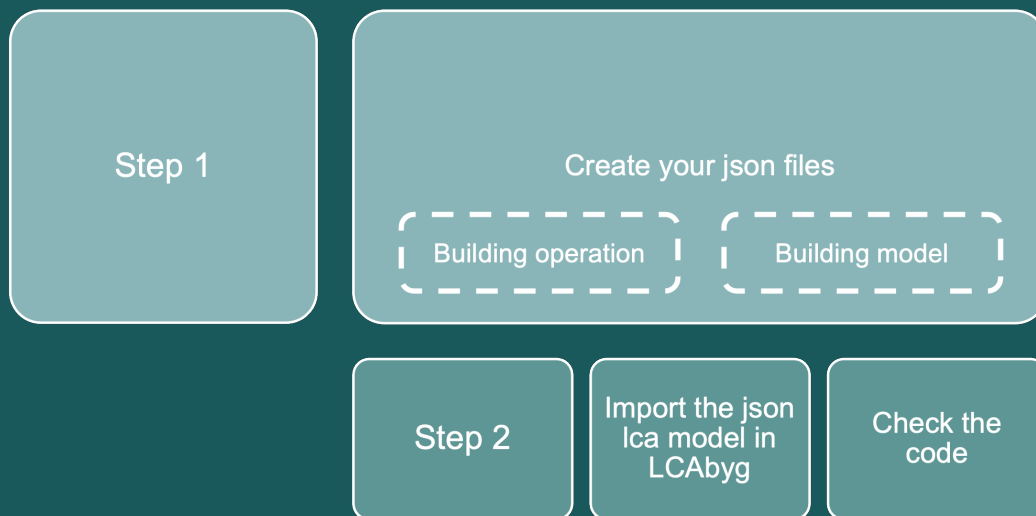 Step 1
Create your json files
Building operation
Building model
Step 2
Import the json
lca model in
LCAbyg
Check the
code